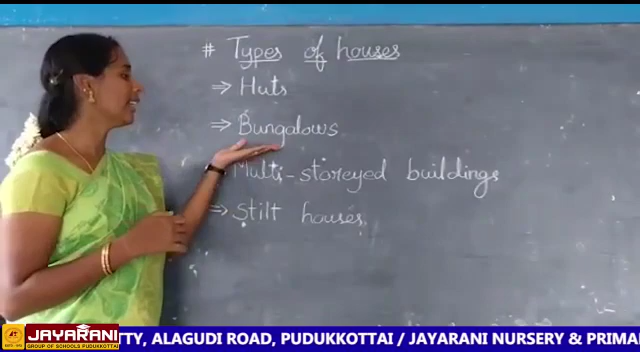 # Types of houses
⇒ Huts
⇒ Bungalows
Multi-storeyed buildings
⇒ Stilt houses
JAYARANI
GROUP OF SCHOOLS PUDUKKOTTAI
TTY, ALAGUDI ROAD, PUDUKKOTTAI / JAYARANI NURSERY & PRIMA